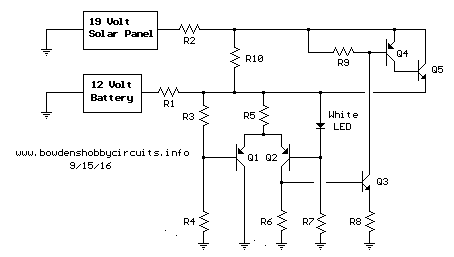 19 Volt
Solar Panel
R2
R10
R9
Q4
Q5
12 Volt
Battery
R1
R3
R5
White
LED
www.bowdenshobbycircuits.info
9/15/16
Q1
Q2
Q3
R4
R6
R7
R8